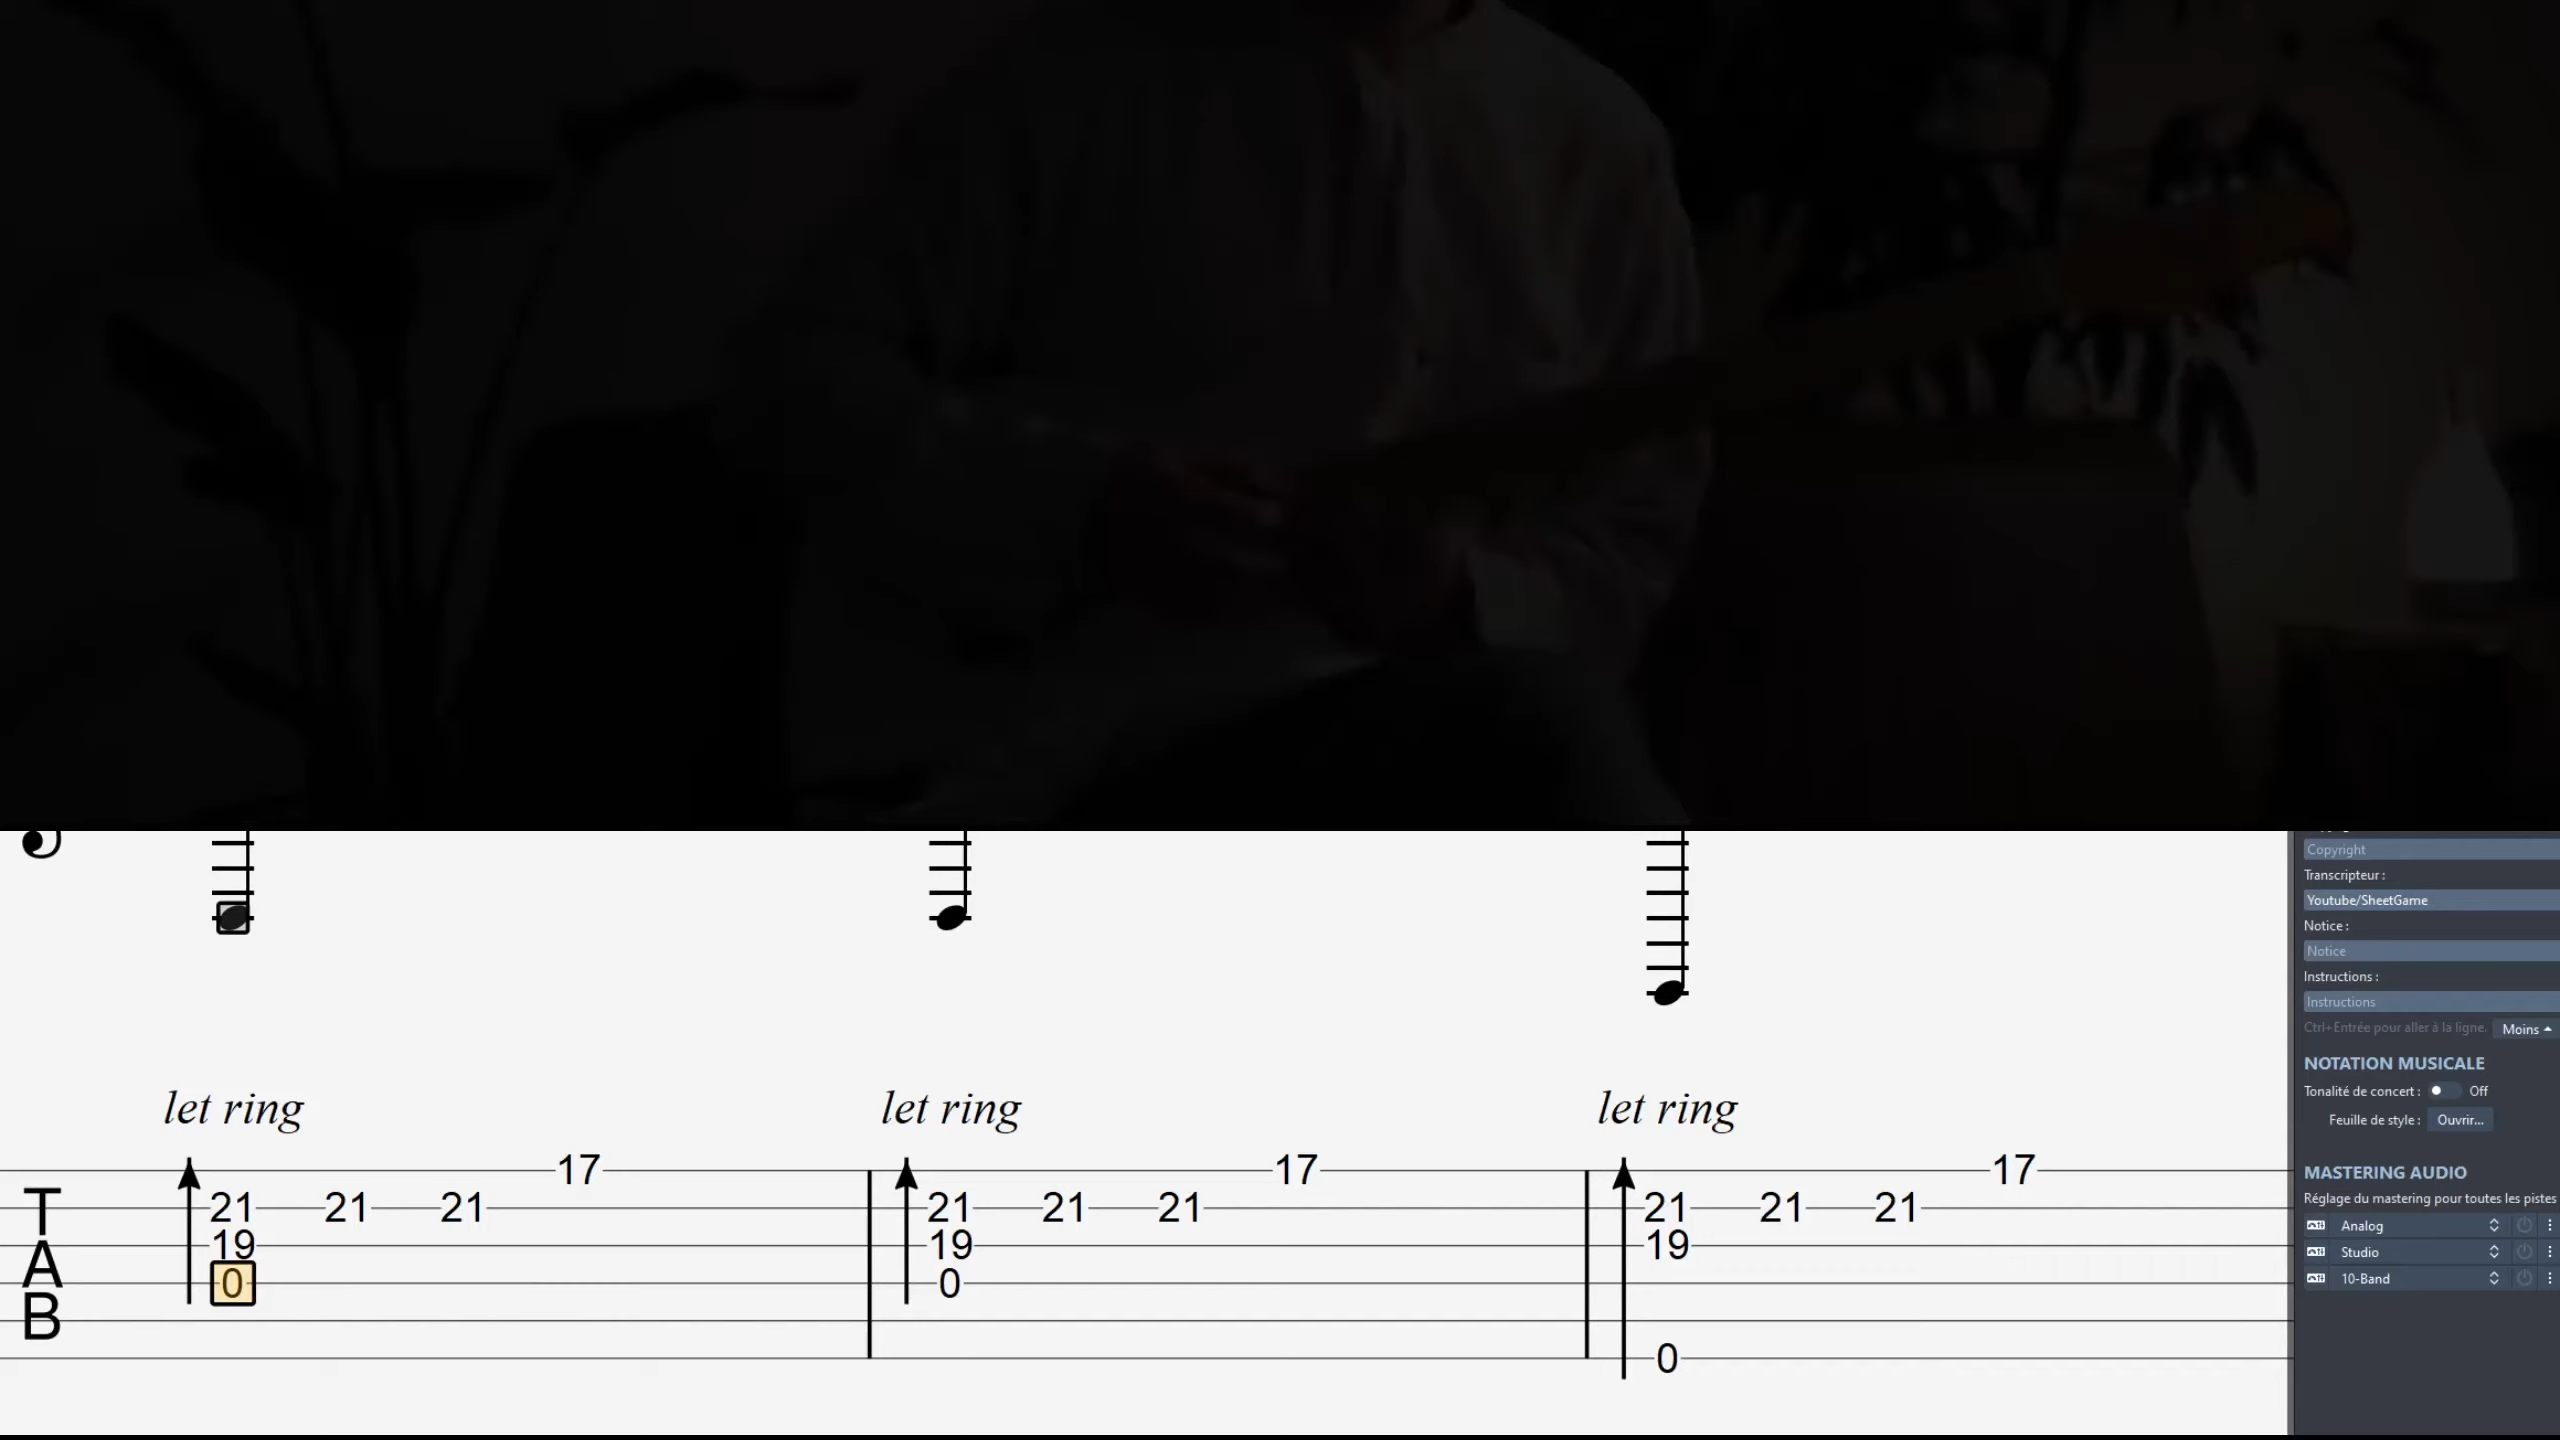 Copyright
Transcripteur :
Youtube/SheetGame
Notice :
Notice
Instructions :
Instructions
Ctrl+Entrée pour aller à la ligne.
Moins
NOTATION MUSICALE
Tonalité de concert : Off
Feuille de style : Ouvrir...
MASTERING AUDIO
Réglage du mastering pour toutes les pistes
Analog
Studio
10-Band
let ring let ring let ring
17 17 17
T 21 21 21 21 21 21 21 21 21
19 19 19
A 0 0
B
0